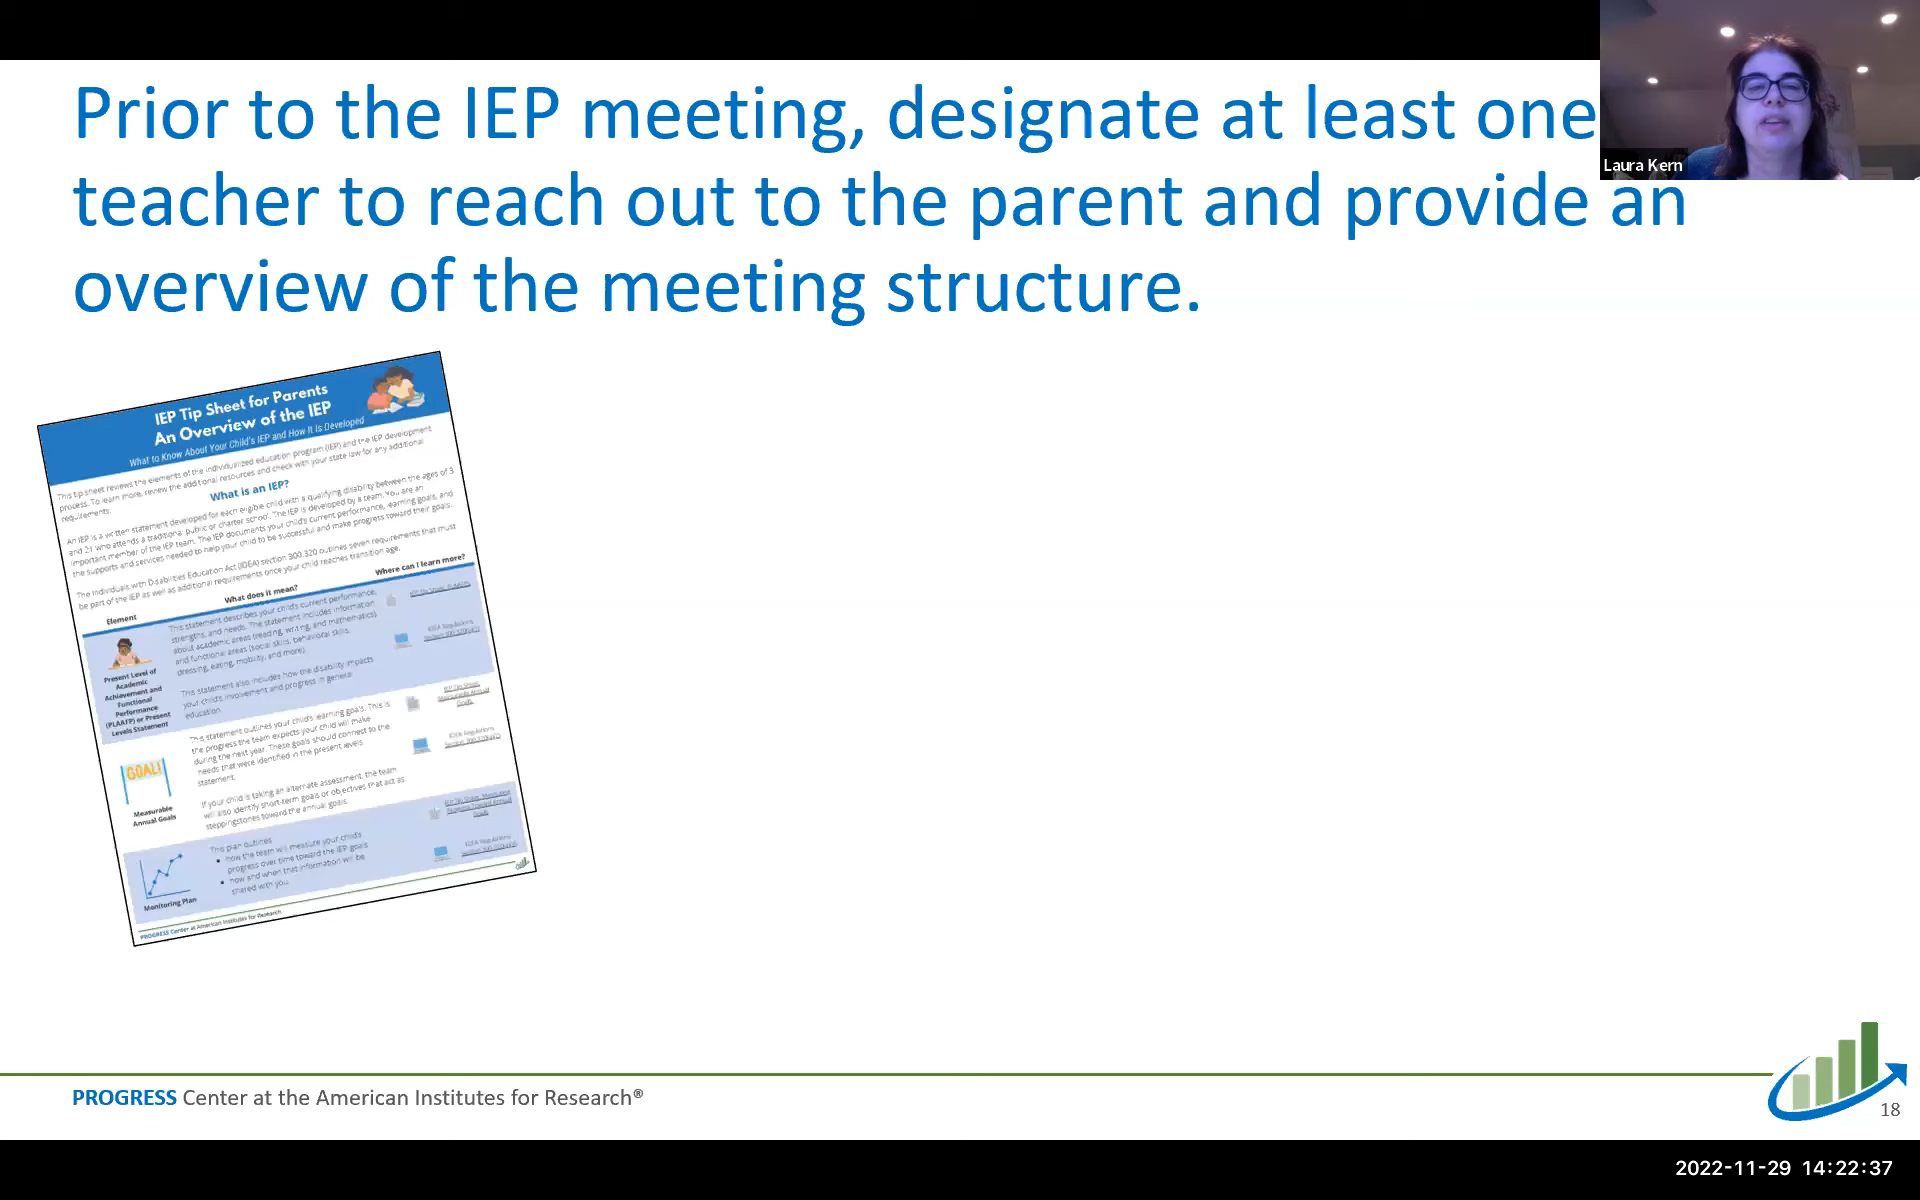 Prior to the IEP meeting, designate at least one
Laura Kern
teacher to reach out to the parent and provide an
overview of the meeting structure.
IEP Tip Sheet for Parents
An Overview of the IEP
What to Know About Your Child's IEP and How It Is Developed
This tip sheet reviews the elements of the individualized education program (IEP) and the IEP development
process. To learn more, review the additional resources and check with your state law for any additional
requirements.
What is an IEP?
An IEP is a written statement developed for each eligible child with a qualifying disability between the ages of 3
and 21 who attends a traditional public or charter school. The IEP is developed by a team. You are an
important member of the IEP team. The IEP documents your child's current performance, learning goals, and
the supports and services needed to help your child to be successful and make progress toward their goals.
The Individuals with Disabilities Education Act (IDEA) section 300.320 outlines seven requirements that must
be part of the IEP as well as additional requirements once your child reaches transition age.
Element
What does it mean?
Where can I learn more?
Present Level of
Academic
Achievement and
Functional
Performance
(PLAAFP) or Present
Levels Statement
This statement describes your child's current performance,
strengths, and needs. The statement includes information
about academic areas (reading, writing, and mathematics)
and functional areas (social skills, behavioral skills,
dressing, eating, mobility, and more).
This statement also includes how the disability impacts
your child's involvement and progress in general
education.
IDEA Regulations
GOAL!
Measurable
Annual Goals
This statement outlines your child's learning goals. This is
the progress the team expects your child will make
during the next year. These goals should connect to the
needs that were identified in the present levels
statement.
If your child is taking an alternate assessment, the team
will also identify short-term goals or objectives that act as
steppingstones toward the annual goals.
IEP Tip Sheet:
Measurable Annual
Goals
IDEA Regulations
Monitoring Plan
This plan outlines
• how the team will measure your child's
progress over time toward the IEP goals
• how and when that information will be
shared with you.
IDEA Regulations
PROGRESS Center at American Institutes for Research
PROGRESS Center at the American Institutes for Research®
18
2022-11-29 14:22:37